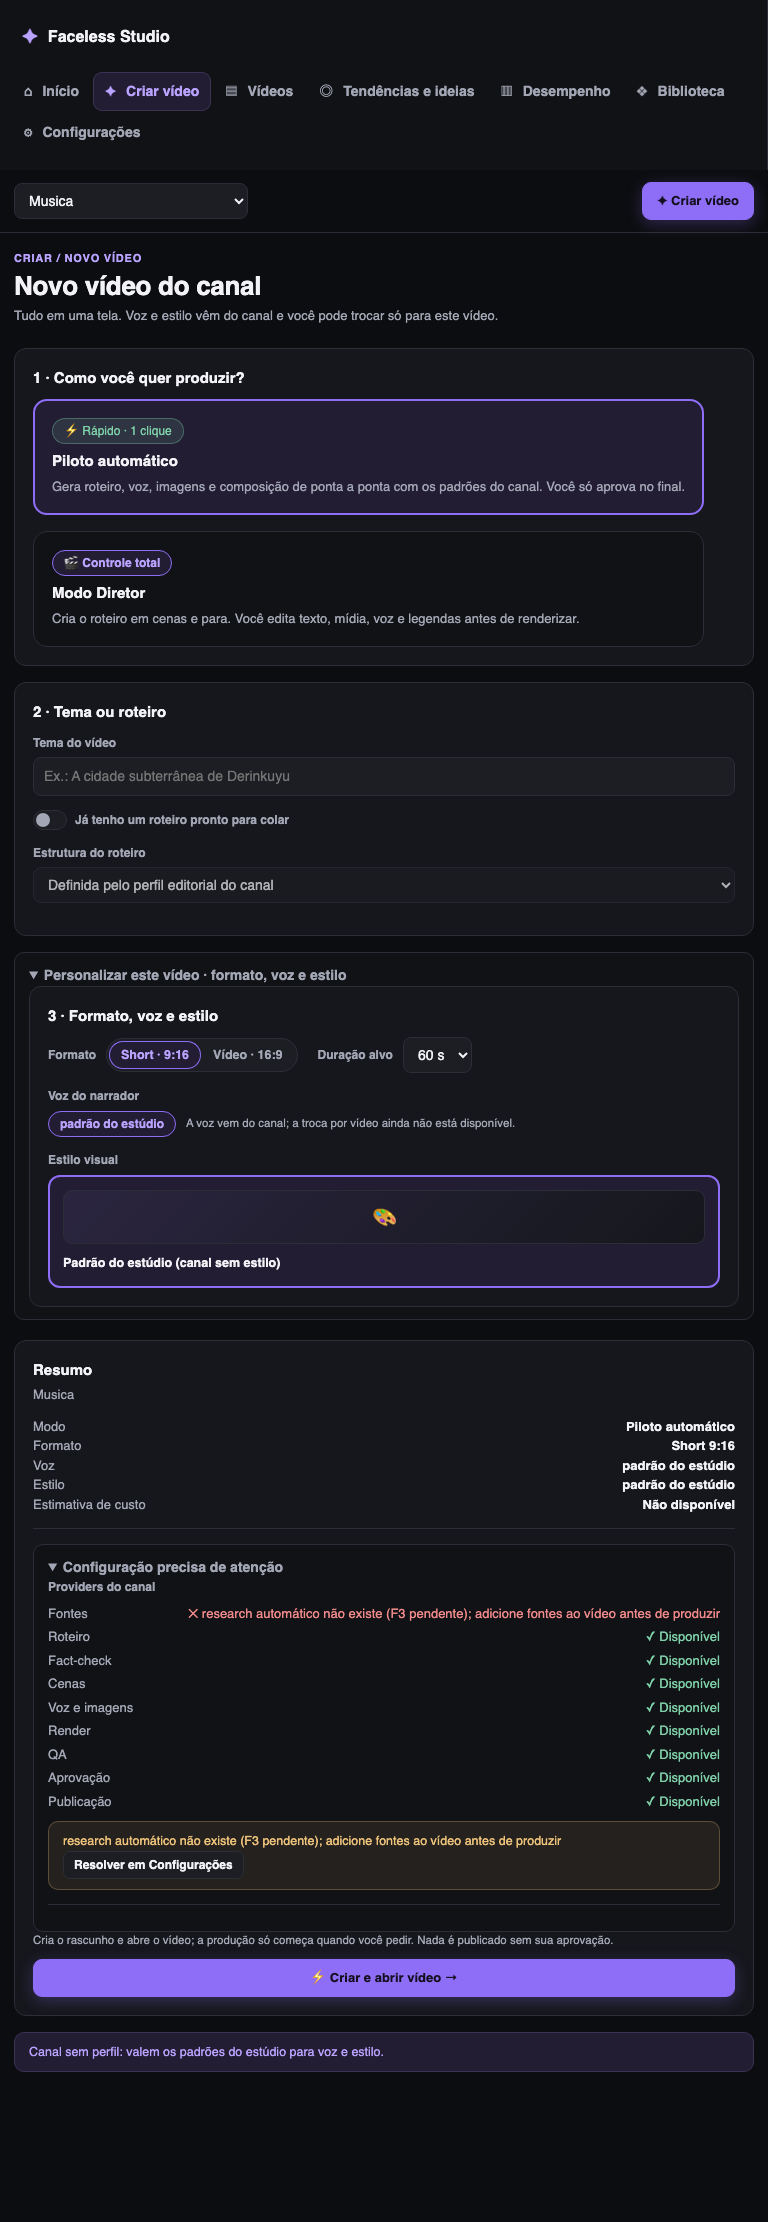 Faceless Studio
Início
Criar vídeo
Vídeos
Tendências e ideias
Desempenho
Biblioteca
Configurações
Musica
✦ Criar vídeo
CRIAR / NOVO VÍDEO
Novo vídeo do canal
Tudo em uma tela. Voz e estilo vêm do canal e você pode trocar só para este vídeo.
1 · Como você quer produzir?
⚡ Rápido · 1 clique
Piloto automático
Gera roteiro, voz, imagens e composição de ponta a ponta com os padrões do canal. Você só aprova no final.
🎬 Controle total
Modo Diretor
Cria o roteiro em cenas e para. Você edita texto, mídia, voz e legendas antes de renderizar.
2 · Tema ou roteiro
Tema do vídeo
Ex.: A cidade subterrânea de Derinkuyu
Já tenho um roteiro pronto para colar
Estrutura do roteiro
Definida pelo perfil editorial do canal
▼ Personalizar este vídeo · formato, voz e estilo
3 · Formato, voz e estilo
Formato Short · 9:16 Vídeo · 16:9 Duração alvo 60 s
Voz do narrador
padrão do estúdio A voz vem do canal; a troca por vídeo ainda não está disponível.
Estilo visual
Padrão do estúdio (canal sem estilo)
Resumo
Musica
Modo Piloto automático
Formato Short 9:16
Voz padrão do estúdio
Estilo padrão do estúdio
Estimativa de custo Não disponível
▼ Configuração precisa de atenção
Providers do canal
Fontes ✕ research automático não existe (F3 pendente); adicione fontes ao vídeo antes de produzir
Roteiro ✓ Disponível
Fact-check ✓ Disponível
Cenas ✓ Disponível
Voz e imagens ✓ Disponível
Render ✓ Disponível
QA ✓ Disponível
Aprovação ✓ Disponível
Publicação ✓ Disponível
research automático não existe (F3 pendente); adicione fontes ao vídeo antes de produzir
Resolver em Configurações
Cria o rascunho e abre o vídeo; a produção só começa quando você pedir. Nada é publicado sem sua aprovação.
⚡ Criar e abrir vídeo →
Canal sem perfil: valem os padrões do estúdio para voz e estilo.